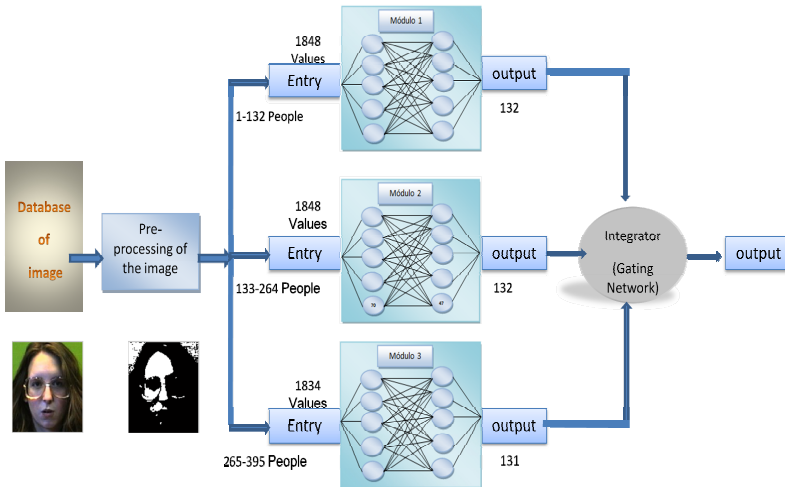 Database
of
image
Pre-
processing of
the image
1848
Values
Entry
1-132 People
Módulo 1
output
132
1848
Values
Entry
133-264 People
Módulo 2
70
47
output
132
1834
Values
Entry
265-395 People
Módulo 3
output
131
Integrator
(Gating
Network)
output